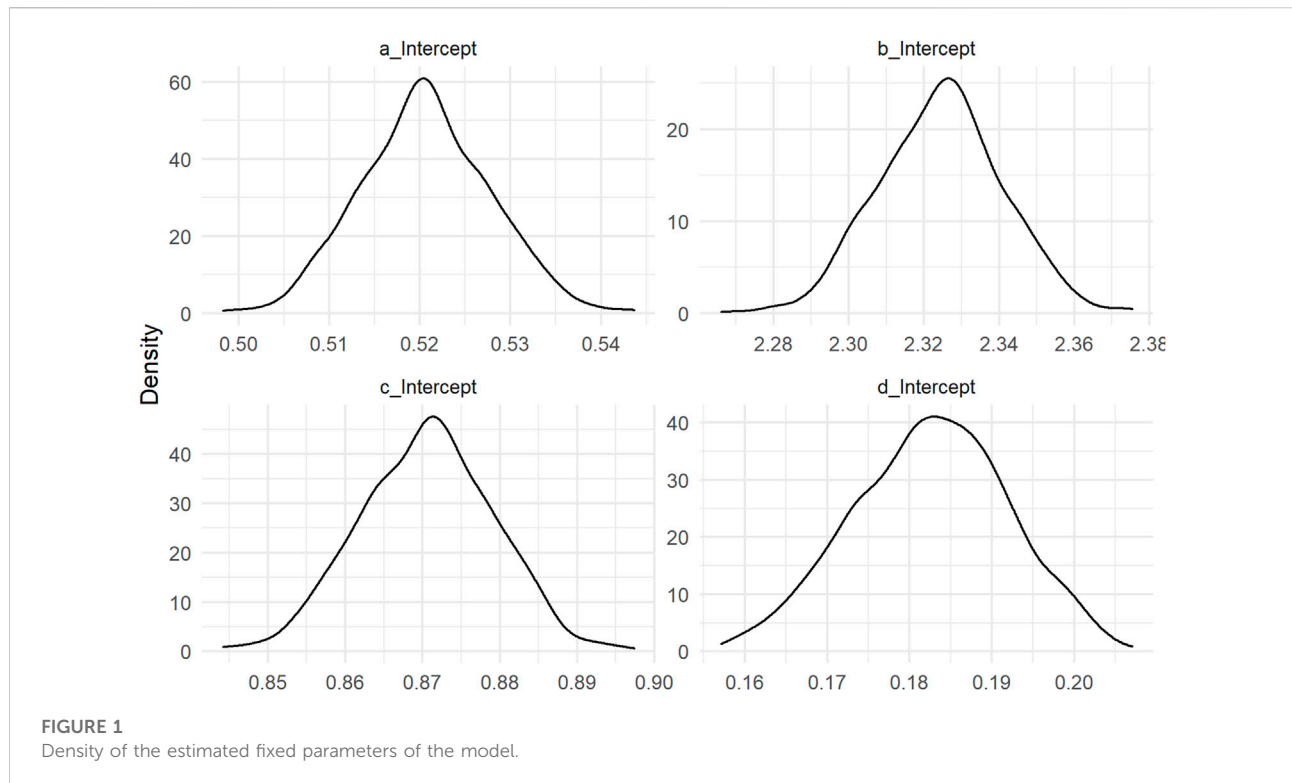 a_Intercept
b_Intercept
60
40
20
0
20
10
0
0.50 0.51 0.52 0.53 0.54
2.28 2.30 2.32 2.34 2.36 2.38
Density
c_Intercept
d_Intercept
40
30
20
10
0
40
30
20
10
0
0.85 0.86 0.87 0.88 0.89 0.90
0.16 0.17 0.18 0.19 0.20
FIGURE 1
Density of the estimated fixed parameters of the model.